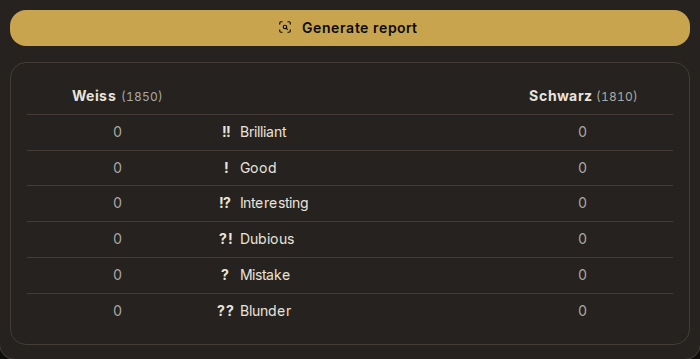 Generate report
Weiss (1850) Schwarz (1810)
0 !! Brilliant 0
0 ! Good 0
0 !? Interesting 0
0 ?! Dubious 0
0 ? Mistake 0
0 ?? Blunder 0